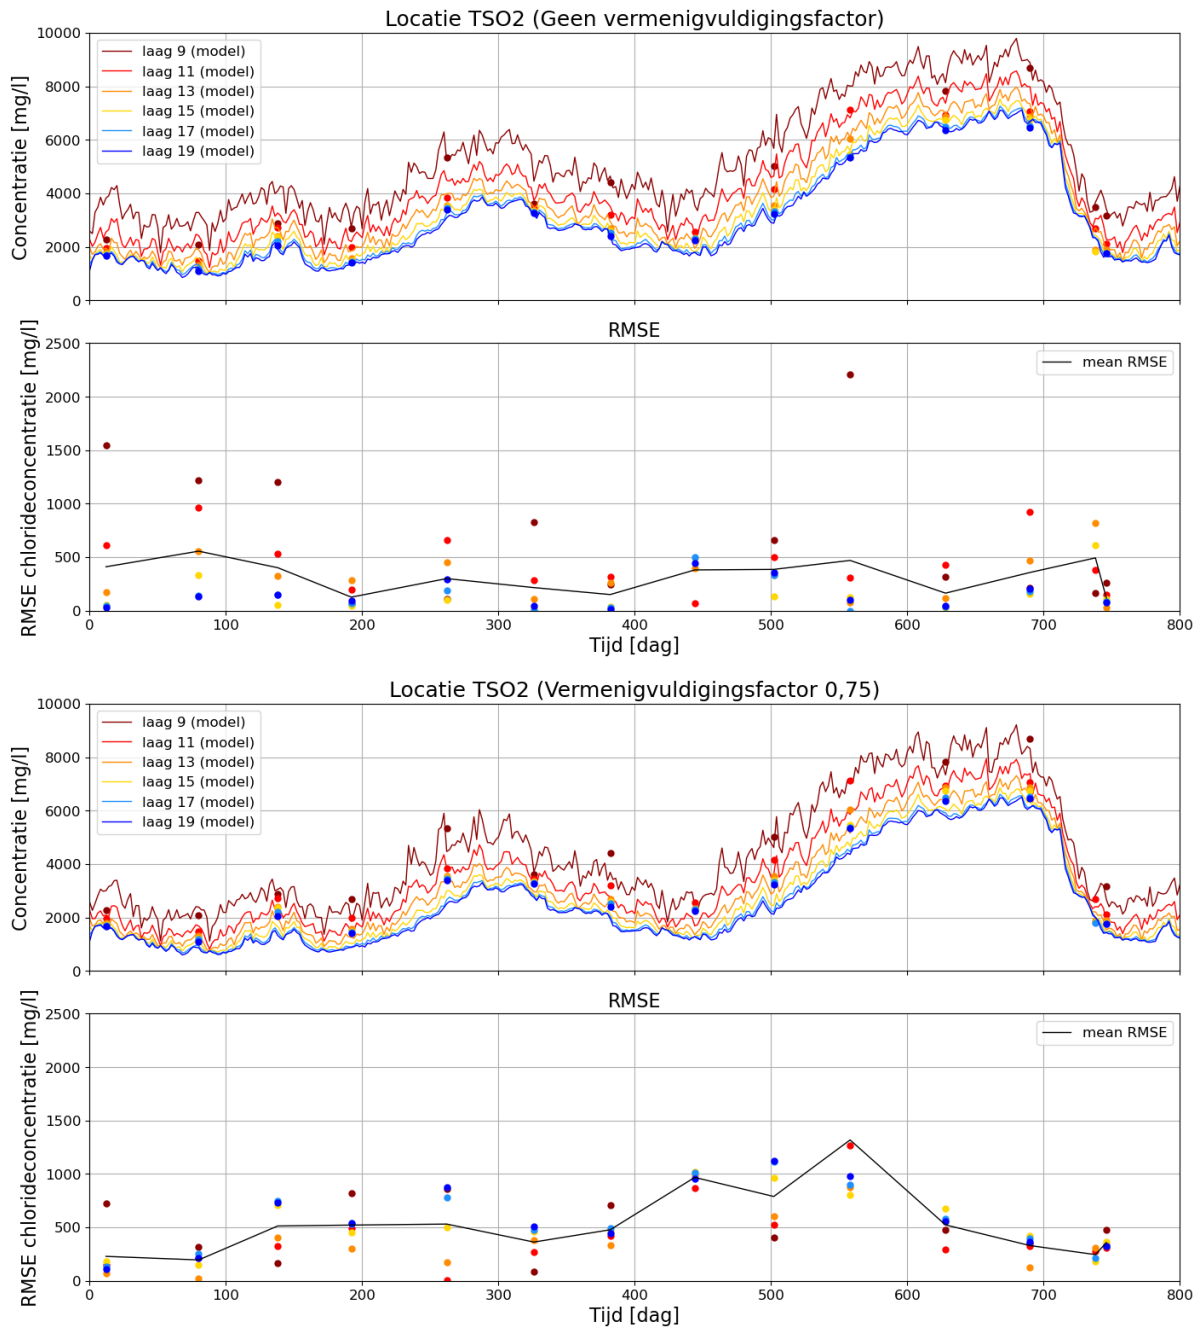 Locatie TSO2 (Geen vermenigvuldigingsfactor)
Concentratie [mg/l]
10000
8000
6000
4000
2000
0
laag 9 (model)
laag 11 (model)
laag 13 (model)
laag 15 (model)
laag 17 (model)
laag 19 (model)
RMSE
RMSE chlorideconcentratie [mg/l]
2500
2000
1500
1000
500
0
mean RMSE
0 100 200 300 400 500 600 700 800
Tijd [dag]
Locatie TSO2 (Vermenigvuldigingsfactor 0,75)
Concentratie [mg/l]
10000
8000
6000
4000
2000
0
laag 9 (model)
laag 11 (model)
laag 13 (model)
laag 15 (model)
laag 17 (model)
laag 19 (model)
RMSE
RMSE chlorideconcentratie [mg/l]
2500
2000
1500
1000
500
0
mean RMSE
0 100 200 300 400 500 600 700 800
Tijd [dag]